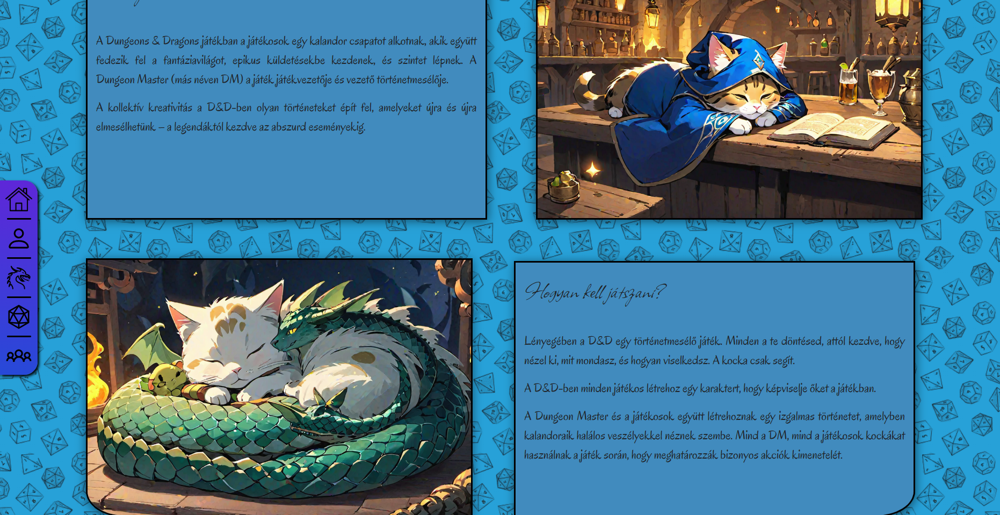 A Dungeons & Dragons játékban a játékosok egy kalandor csapatot alkotnak, akik együtt
fedezik fel a fantáziavilágot, epikus küldetésekbe kezdenek, és szintet lépnek. A
Dungeon Master (más néven DM) a játék játékvezetője és vezető történetmesélője.
A kollektív kreativitás a D&D-ben olyan történeteket épít fel, amelyeket újra és újra
elmesélhetünk – a legendáktól kezdve az abszurd eseményekig.
Hogyan kell játszani?
Lényegében a D&D egy történetmesélő játék. Minden a te döntésed, attól kezdve, hogy
nézel ki, mit mondasz, és hogyan viselkedsz. A kocka csak segít.
A D&D-ben minden játékos létrehoz egy karaktert, hogy képviselje őket a játékban.
A Dungeon Master és a játékosok együtt létrehoznak egy izgalmas történetet, amelyben
kalandoraik halálos veszélyekkel néznek szembe. Mind a DM, mind a játékosok kockákat
használnak a játék során, hogy meghatározzák bizonyos akciók kimenetelét.